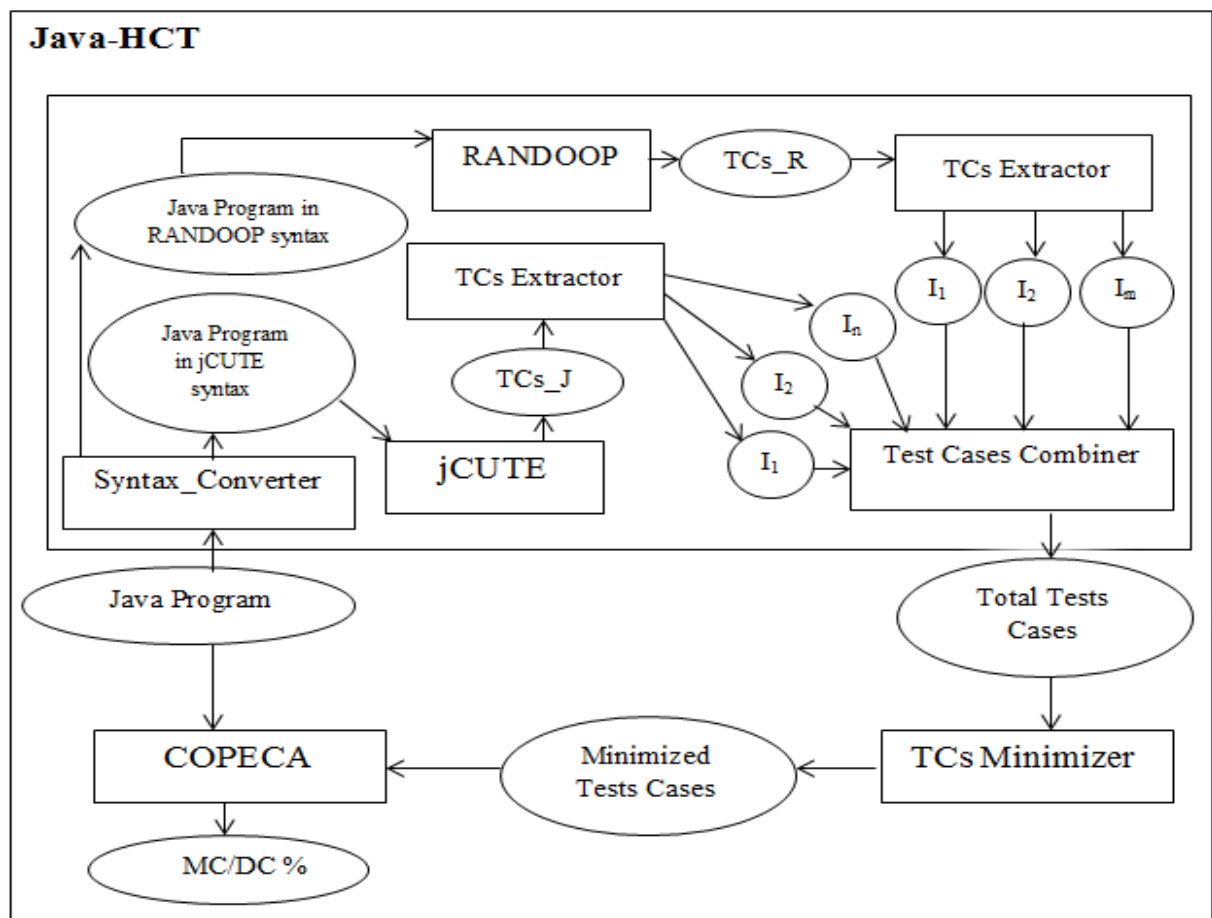 Java-HCT
RANDOOP
TCs_R
TCs Extractor
Java Program in
RANDOOP syntax
TCs Extractor
I1
I2
Im
Java Program
in jCUTE
syntax
In
TCs_J
I2
I1
Test Cases Combiner
jCUTE
Syntax_Converter
Java Program
Total Tests
Cases
COPECA
Minimized
Tests Cases
TCs Minimizer
MC/DC %